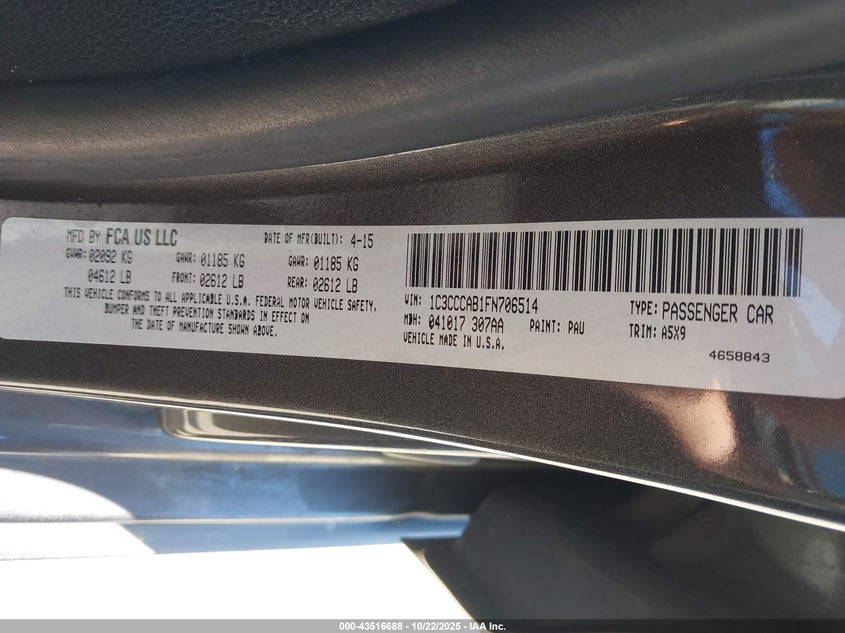 MFD BY FCA US LLC DATE OF MFR(BUILT): 4-15
GVWR: 02092 KG GAWR: 01185 KG GAWR: 01185 KG
04612 LB FRONT: 02612 LB REAR: 02612 LB
THIS VEHICLE CONFORMS TO ALL APPLICABLE U.S.A. FEDERAL MOTOR VEHICLE SAFETY,
BUMPER AND THEFT PREVENTION STANDARDS IN EFFECT ON
THE DATE OF MANUFACTURE SHOWN ABOVE.
VIN: 1C3CCCAB1FN706514 TYPE: PASSENGER CAR
MDH: 041017 307AA PAINT: PAU TRIM: A5X9
VEHICLE MADE IN U.S.A.
4658843
000-43516688 - 10/22/2025 - IAA Inc.